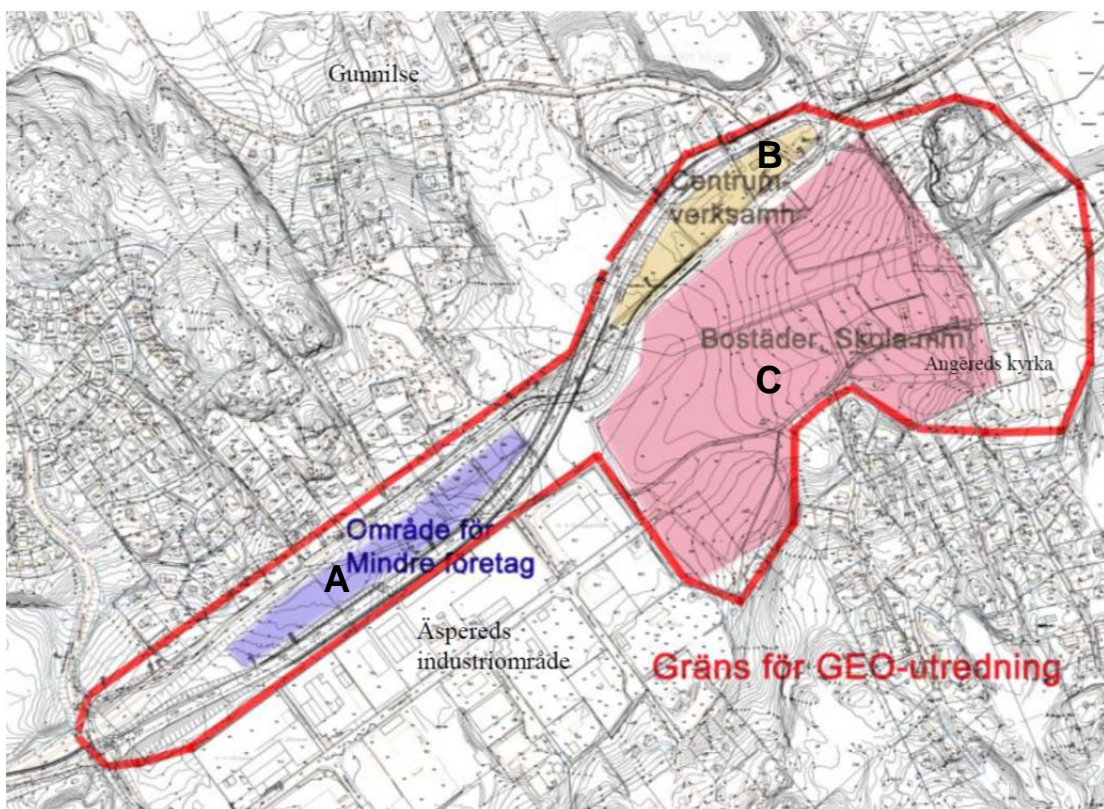 Gunnilse
B
Centrum-
verksamh
Bostäder, Skola mm
Angereds kyrka
C
Område för
Mindre företag
A
Äspereds
industriområde
Gräns för GEO-utredning